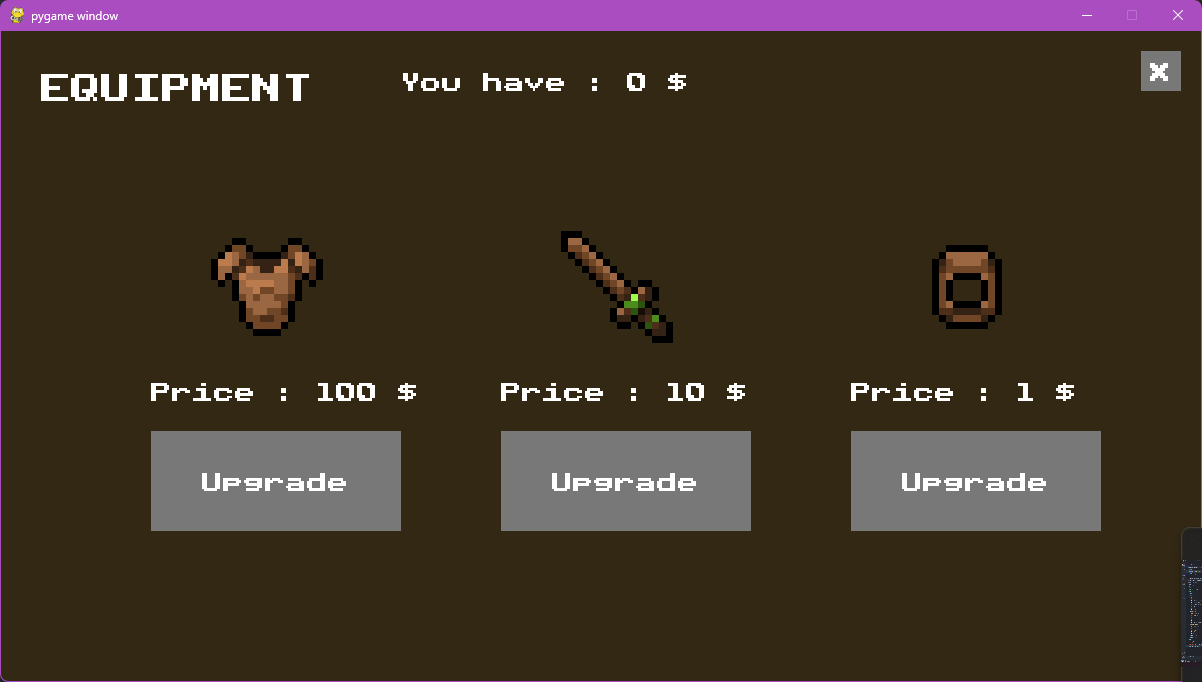 pygame window
EQUIPMENT
You have : 0 $
x
Price : 100 $
Price : 10 $
Price : 1 $
Upgrade
Upgrade
Upgrade